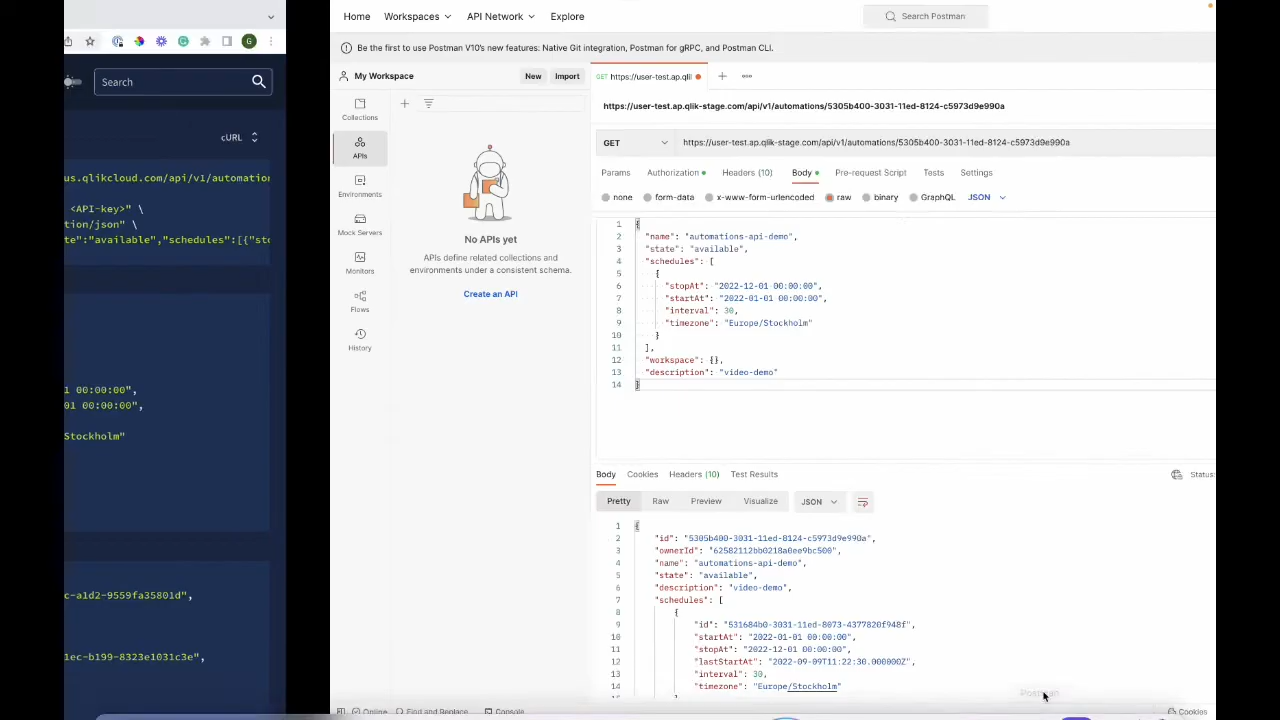 Search
cURL
us.qlikcloud.com/api/v1/automation
<API-key>" \
tion/json" \
te":"available","schedules":[{"sto
1 00:00:00",
01 00:00:00",
Stockholm"
c-a1d2-9559fa35801d",
1ec-b199-8323e1031c3e",
Home Workspaces API Network Explore Search Postman
Be the first to use Postman V10's new features: Native Git integration, Postman for gRPC, and Postman CLI.
My Workspace New Import
GET https://user-test.ap.qlil
Collections
APIs
Environments
Mock Servers
Monitors
Flows
History
No APIs yet
APIs define related collections and
environments under a consistent schema.
Create an API
https://user-test.ap.qlik-stage.com/api/v1/automations/5305b400-3031-11ed-8124-c5973d9e990a
GET https://user-test.ap.qlik-stage.com/api/v1/automations/5305b400-3031-11ed-8124-c5973d9e990a
Params Authorization Headers (10) Body Pre-request Script Tests Settings
none form-data x-www-form-urlencoded raw binary GraphQL JSON
1 {
2 "name": "automations-api-demo",
3 "state": "available",
4 "schedules": [
5 {
6 "stopAt": "2022-12-01 00:00:00",
7 "startAt": "2022-01-01 00:00:00",
8 "interval": 30,
9 "timezone": "Europe/Stockholm"
10 }
11 ],
12 "workspace": {},
13 "description": "video-demo"
14 }
Body Cookies Headers (10) Test Results Status:
Pretty Raw Preview Visualize JSON
1 {
2 "id": "5305b400-3031-11ed-8124-c5973d9e990a",
3 "ownerId": "62582112bb0218a0ee9bc500",
4 "name": "automations-api-demo",
5 "state": "available",
6 "description": "video-demo",
7 "schedules": [
8 {
9 "id": "531684b0-3031-11ed-8073-4377820f948f",
10 "startAt": "2022-01-01 00:00:00",
11 "stopAt": "2022-12-01 00:00:00",
12 "lastStartAt": "2022-09-09T11:22:30.000000Z",
13 "interval": 30,
14 "timezone": "Europe/Stockholm"
Postman
Online Find and Replace Console Cookies